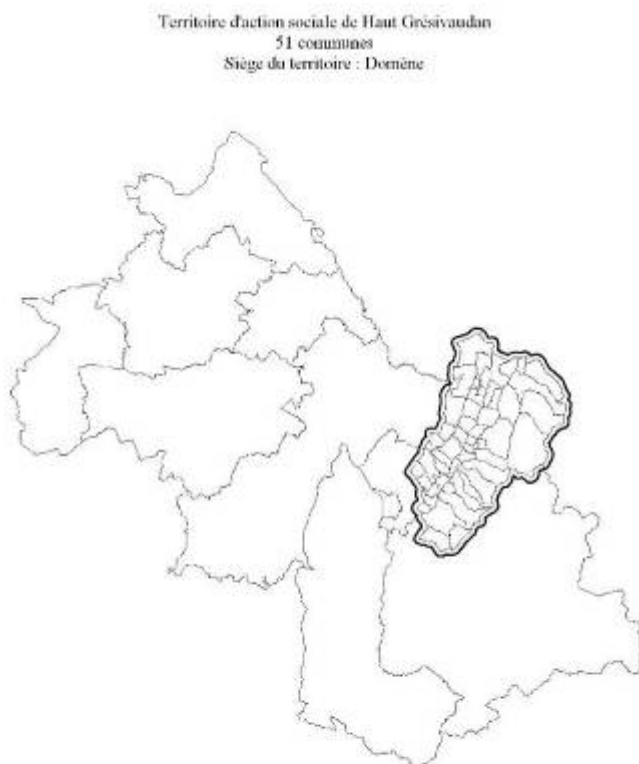 Territoire d'action sociale de Haut Grésivaudan
51 communes
Siège du territoire : Domène